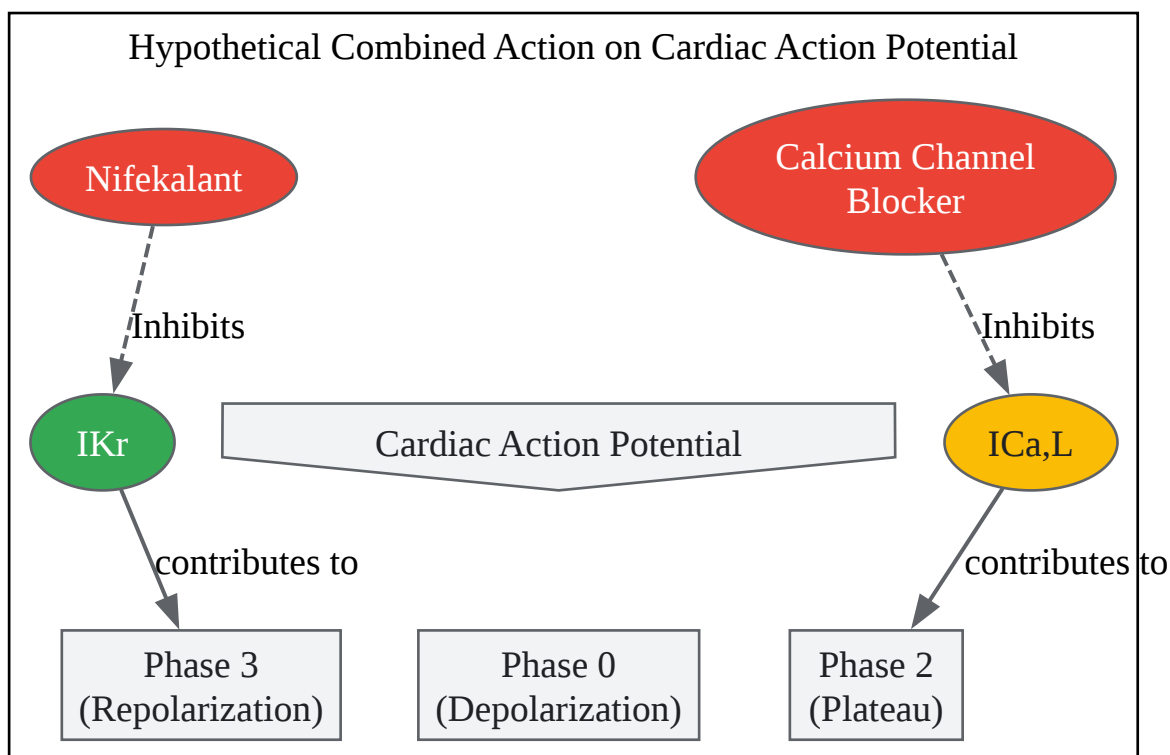 Hypothetical Combined Action on Cardiac Action Potential
Nifekalant
Calcium Channel
Blocker
Inhibits
Inhibits
IKr
Cardiac Action Potential
ICa,L
contributes to
contributes to
Phase 3
(Repolarization)
Phase 0
(Depolarization)
Phase 2
(Plateau)